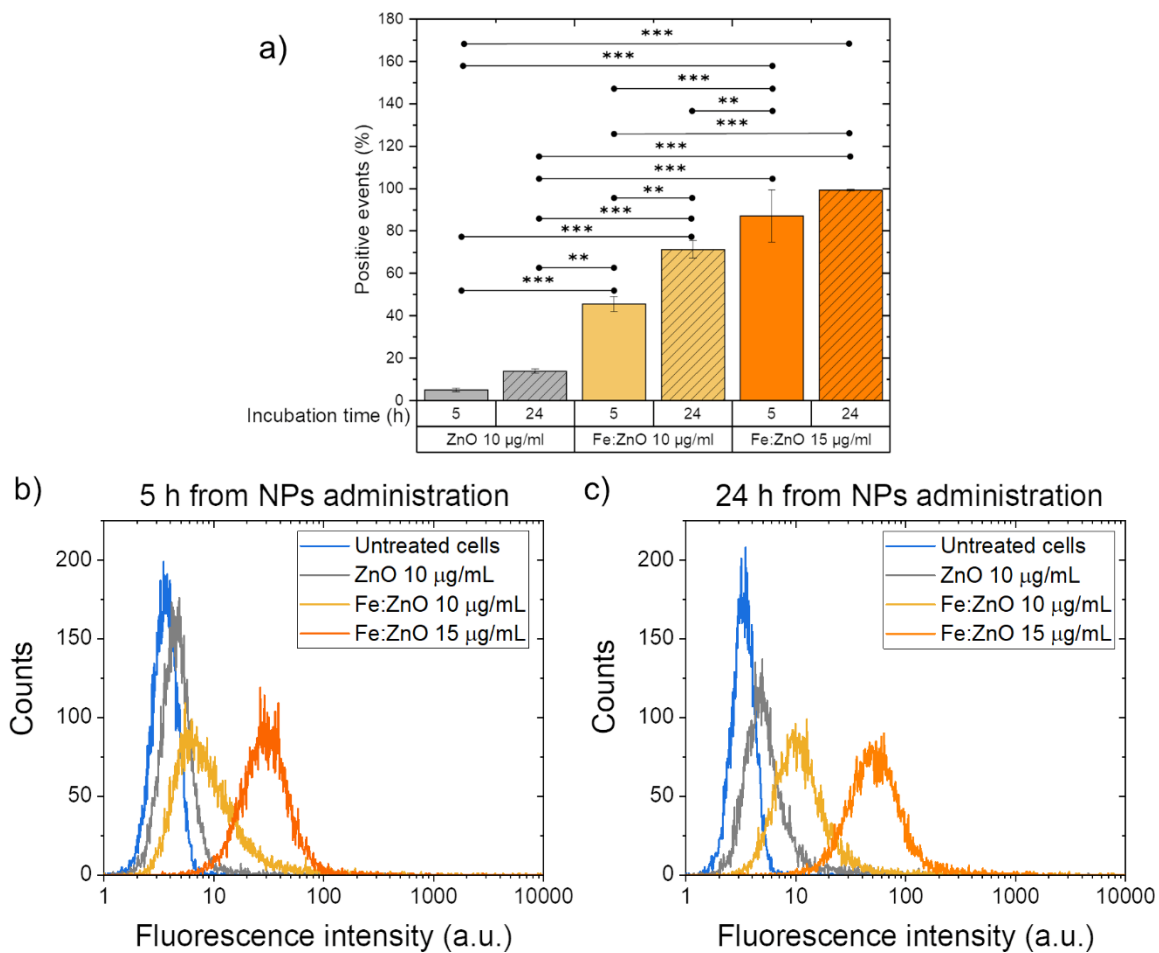 a)
Positive events (%)
180
160
140
120
100
80
60
40
20
0
***
***
***
**
***
***
***
**
***
***
**
***
Incubation time (h) 5 24 5 24 5 24
ZnO 10 µg/ml Fe:ZnO 10 µg/ml Fe:ZnO 15 µg/ml
b) 5 h from NPs administration
Untreated cells
ZnO 10 µg/mL
Fe:ZnO 10 µg/mL
Fe:ZnO 15 µg/mL
Counts
200
150
100
50
0
1 10 100 1000 10000
Fluorescence intensity (a.u.)
c) 24 h from NPs administration
Untreated cells
ZnO 10 µg/mL
Fe:ZnO 10 µg/mL
Fe:ZnO 15 µg/mL
Counts
200
150
100
50
0
1 10 100 1000 10000
Fluorescence intensity (a.u.)